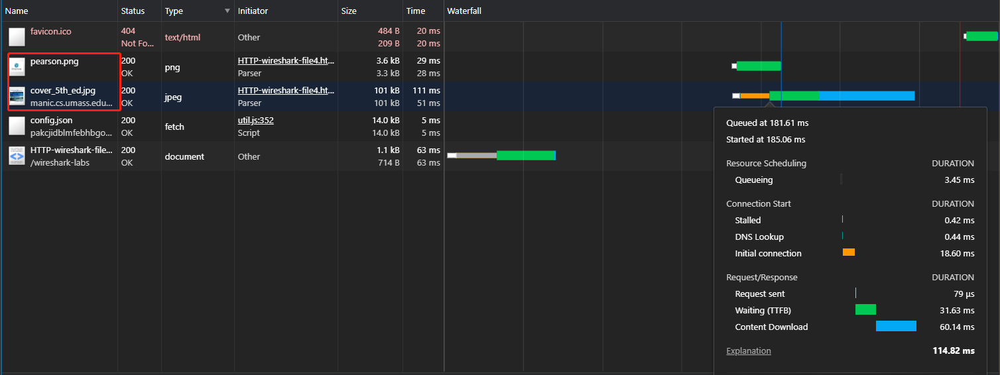 Name Status Type Initiator Size Time Waterfall
favicon.ico 404 text/html Other 484 B 20 ms
Not Fo... 209 B 20 ms
pearson.png 200 png HTTP-wireshark-file4.ht... 3.6 kB 29 ms
OK Parser 3.3 kB 28 ms
cover_5th_ed.jpg 200 jpeg HTTP-wireshark-file4.ht... 101 kB 111 ms
manic.cs.umass.edu... OK Parser 101 kB 51 ms
config.json 200 fetch util.js:352 14.0 kB 5 ms
pakcjidblmfebhbgo... OK Script 14.0 kB 5 ms
HTTP-wireshark-file... 200 document Other 1.1 kB 63 ms
/wireshark-labs OK 714 B 63 ms
Queued at 181.61 ms
Started at 185.06 ms
Resource Scheduling DURATION
Queueing 3.45 ms
Connection Start DURATION
Stalled 0.42 ms
DNS Lookup 0.44 ms
Initial connection 18.60 ms
Request/Response DURATION
Request sent 79 μs
Waiting (TTFB) 31.63 ms
Content Download 60.14 ms
Explanation 114.82 ms